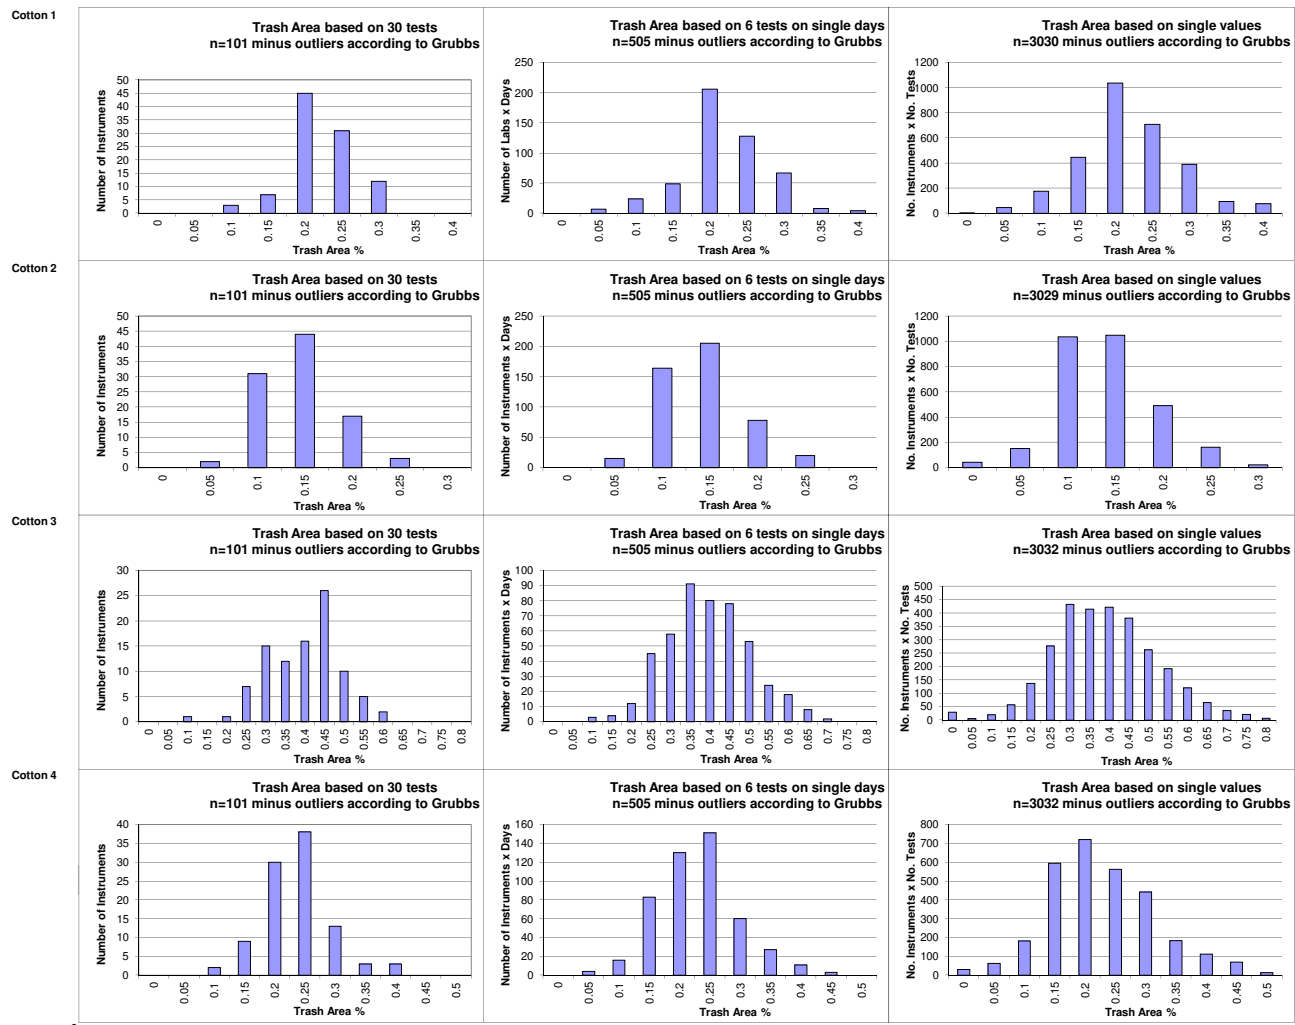 Cotton 1
Trash Area based on 30 tests
n=101 minus outliers according to Grubbs
Number of Instruments
50
45
40
35
30
25
20
15
10
5
0
0 0.05 0.1 0.15 0.2 0.25 0.3 0.35 0.4
Trash Area %
Trash Area based on 6 tests on single days
n=505 minus outliers according to Grubbs
Number of Labs x Days
250
200
150
100
50
0
0 0.05 0.1 0.15 0.2 0.25 0.3 0.35 0.4
Trash Area %
Trash Area based on single values
n=3030 minus outliers according to Grubbs
No. Instruments x No. Tests
1200
1000
800
600
400
200
0
0 0.05 0.1 0.15 0.2 0.25 0.3 0.35 0.4
Trash Area %
Cotton 2
Trash Area based on 30 tests
n=101 minus outliers according to Grubbs
Number of Instruments
50
45
40
35
30
25
20
15
10
5
0
0 0.05 0.1 0.15 0.2 0.25 0.3
Trash Area %
Trash Area based on 6 tests on single days
n=505 minus outliers according to Grubbs
Number of Instruments x Days
250
200
150
100
50
0
0 0.05 0.1 0.15 0.2 0.25 0.3
Trash Area %
Trash Area based on single values
n=3029 minus outliers according to Grubbs
No. Instruments x No. Tests
1200
1000
800
600
400
200
0
0 0.05 0.1 0.15 0.2 0.25 0.3
Trash Area %
Cotton 3
Trash Area based on 30 tests
n=101 minus outliers according to Grubbs
Number of Instruments
30
25
20
15
10
5
0
0 0.05 0.1 0.15 0.2 0.25 0.3 0.35 0.4 0.45 0.5 0.55 0.6 0.65 0.7 0.75 0.8
Trash Area %
Trash Area based on 6 tests on single days
n=505 minus outliers according to Grubbs
Number of Instruments x Days
100
90
80
70
60
50
40
30
20
10
0
0 0.05 0.1 0.15 0.2 0.25 0.3 0.35 0.4 0.45 0.5 0.55 0.6 0.65 0.7 0.75 0.8
Trash Area %
Trash Area based on single values
n=3032 minus outliers according to Grubbs
No. Instruments x No. Tests
500
450
400
350
300
250
200
150
100
50
0
0 0.05 0.1 0.15 0.2 0.25 0.3 0.35 0.4 0.45 0.5 0.55 0.6 0.65 0.7 0.75 0.8
Trash Area %
Cotton 4
Trash Area based on 30 tests
n=101 minus outliers according to Grubbs
Number of Instruments
40
35
30
25
20
15
10
5
0
0 0.05 0.1 0.15 0.2 0.25 0.3 0.35 0.4 0.45 0.5
Trash Area %
Trash Area based on 6 tests on single days
n=505 minus outliers according to Grubbs
Number of Instruments x Days
160
140
120
100
80
60
40
20
0
0 0.05 0.1 0.15 0.2 0.25 0.3 0.35 0.4 0.45 0.5
Trash Area %
Trash Area based on single values
n=3032 minus outliers according to Grubbs
No. Instruments x No. Tests
800
700
600
500
400
300
200
100
0
0 0.05 0.1 0.15 0.2 0.25 0.3 0.35 0.4 0.45 0.5
Trash Area %